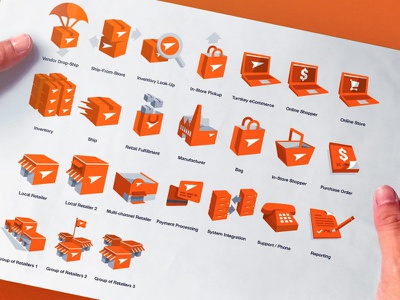 Vendor Drop-Ship
Ship-From-Store
Inventory Look-Up
In-Store Pickup
Turnkey eCommerce
Online Shopper
Online Store
Inventory
Ship
Retail Fulfillment
Manufacturer
Bag
In-Store Shopper
$
Purchase Order
Local Retailer
Local Retailer 2
Multi-channel Retailer
Payment Processing
System Integration
Support / Phone
Reporting
Group of Retailers 1
Group of Retailers 2
Group of Retailers 3